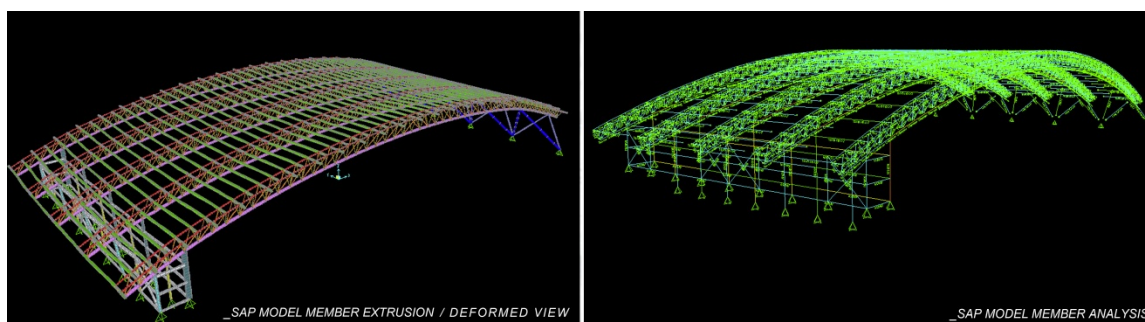 _SAP MODEL MEMBER EXTRUSION / DEFORMED VIEW
_SAP MODEL MEMBER ANALYSIS